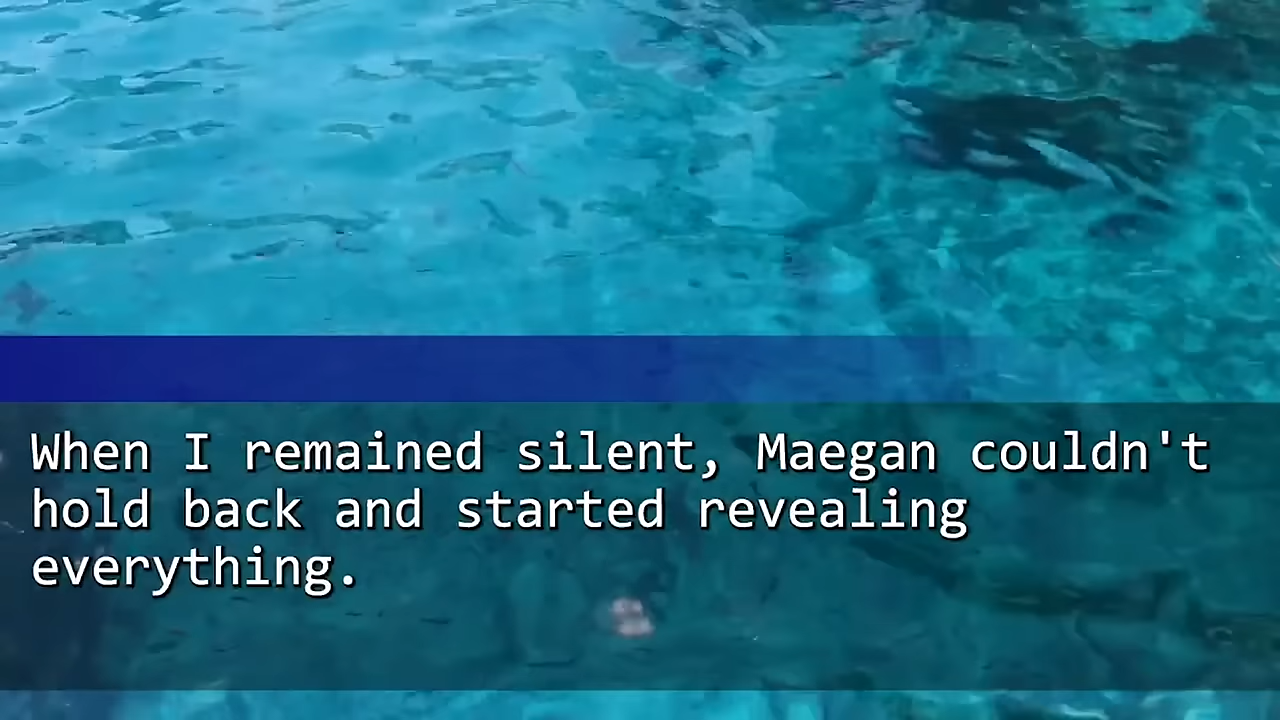 When I remained silent, Maegan couldn't
hold back and started revealing
everything.